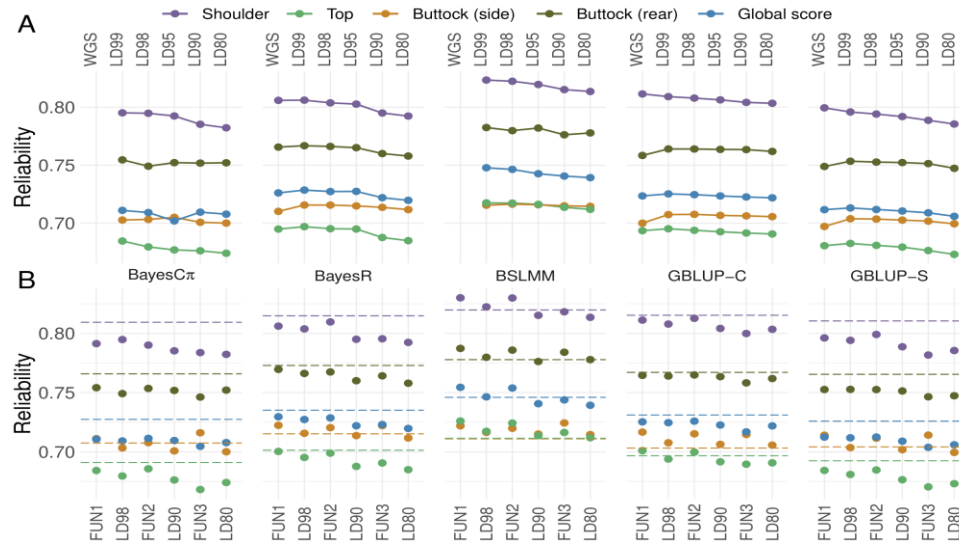 A
Shoulder Top Buttock (side) Buttock (rear) Global score
WGS LD99 LD98 LD95 LD90 LD80 WGS LD99 LD98 LD95 LD90 LD80 WGS LD99 LD98 LD95 LD90 LD80 WGS LD99 LD98 LD95 LD90 LD80 WGS LD99 LD98 LD95 LD90 LD80
0.80
0.75
0.70
Reliability
BayesCπ BayesR BSLMM GBLUP−C GBLUP−S
B
0.80
0.75
0.70
Reliability
FUN1 LD98 FUN2 LD90 FUN3 LD80 FUN1 LD98 FUN2 LD90 FUN3 LD80 FUN1 LD98 FUN2 LD90 FUN3 LD80 FUN1 LD98 FUN2 LD90 FUN3 LD80 FUN1 LD98 FUN2 LD90 FUN3 LD80